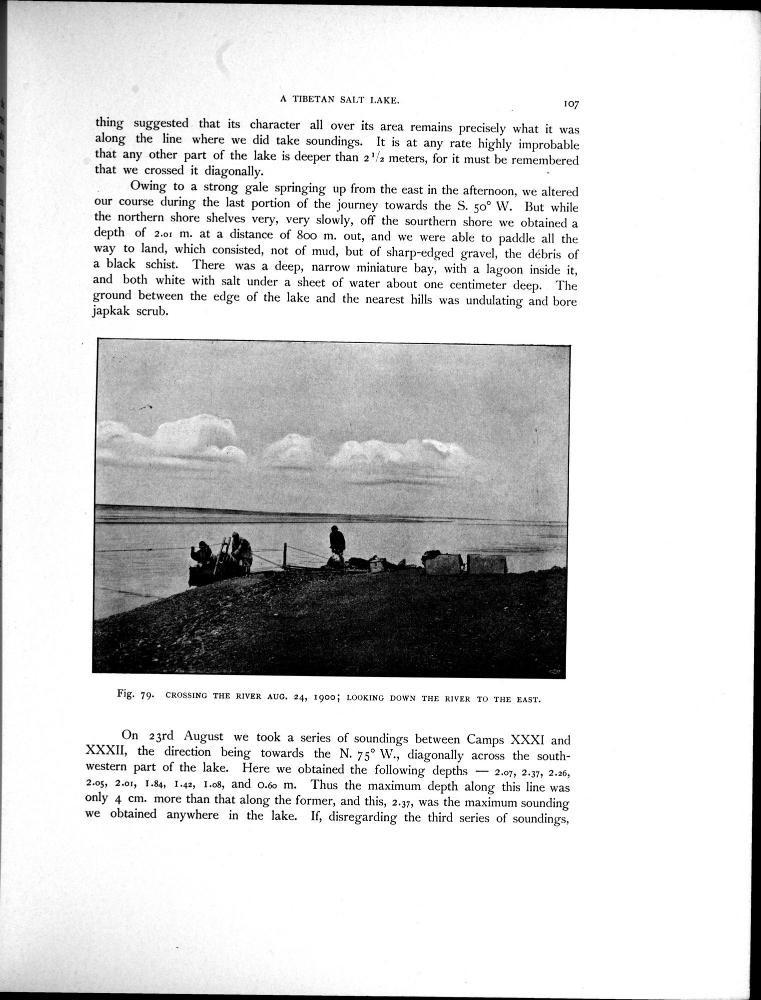 A TIBETAN SALT LAKE.
107
thing suggested that its character all over its area remains precisely what it was
along the line where we did take soundings. It is at any rate highly improbable
that any other part of the lake is deeper than 2 1/2 meters, for it must be remembered
that we crossed it diagonally.
Owing to a strong gale springing up from the east in the afternoon, we altered
our course during the last portion of the journey towards the S. 50° W. But while
the northern shore shelves very, very slowly, off the sourthern shore we obtained a
depth of 2.01 m. at a distance of 800 m. out, and we were able to paddle all the
way to land, which consisted, not of mud, but of sharp-edged gravel, the débris of
a black schist. There was a deep, narrow miniature bay, with a lagoon inside it,
and both white with salt under a sheet of water about one centimeter deep. The
ground between the edge of the lake and the nearest hills was undulating and bore
japkak scrub.
Fig. 79. CROSSING THE RIVER AUG. 24, 1900; LOOKING DOWN THE RIVER TO THE EAST.
On 23rd August we took a series of soundings between Camps XXXI and
XXXII, the direction being towards the N. 75° W., diagonally across the south-
western part of the lake. Here we obtained the following depths — 2.07, 2.37, 2.26,
2.05, 2.01, 1.84, 1.42, 1.08, and 0.60 m. Thus the maximum depth along this line was
only 4 cm. more than that along the former, and this, 2.37, was the maximum sounding
we obtained anywhere in the lake. If, disregarding the third series of soundings,